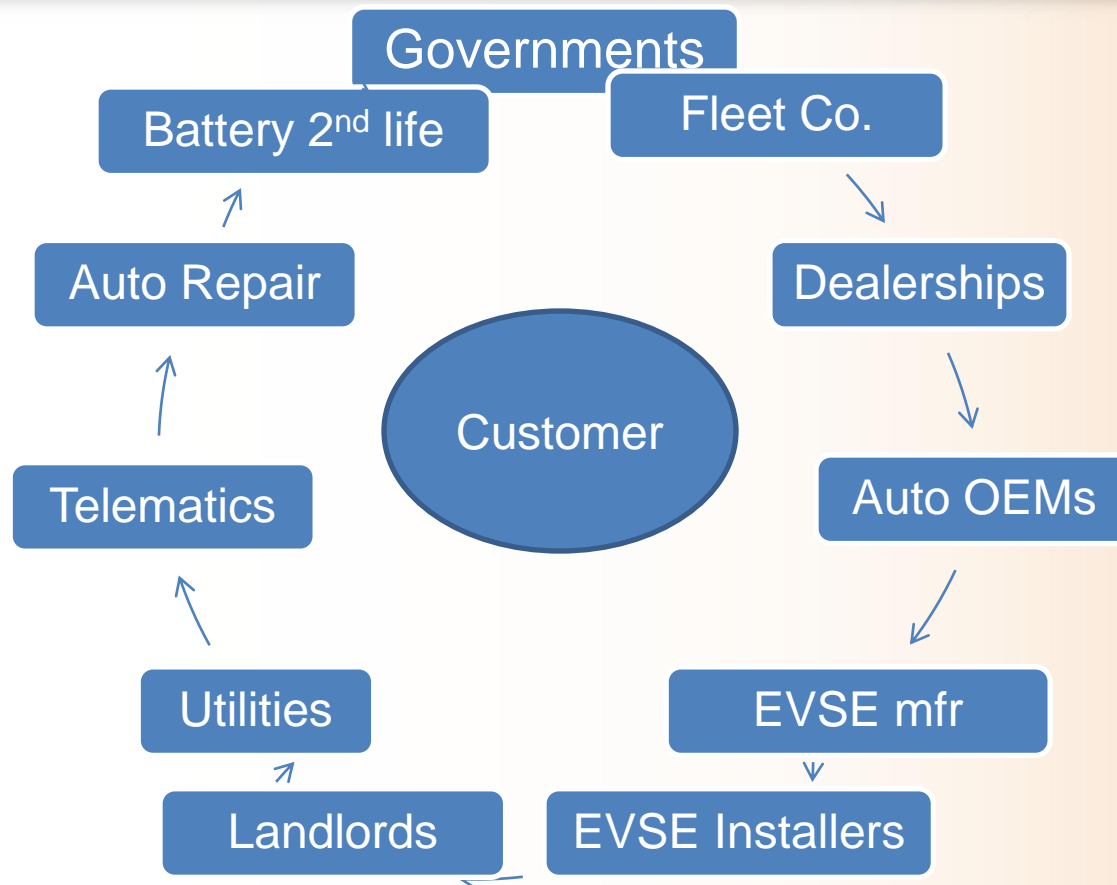 Governments
Fleet Co.
Battery 2nd life
Dealerships
Auto Repair
Customer
Auto OEMs
Telematics
EVSE mfr
Utilities
EVSE Installers
Landlords